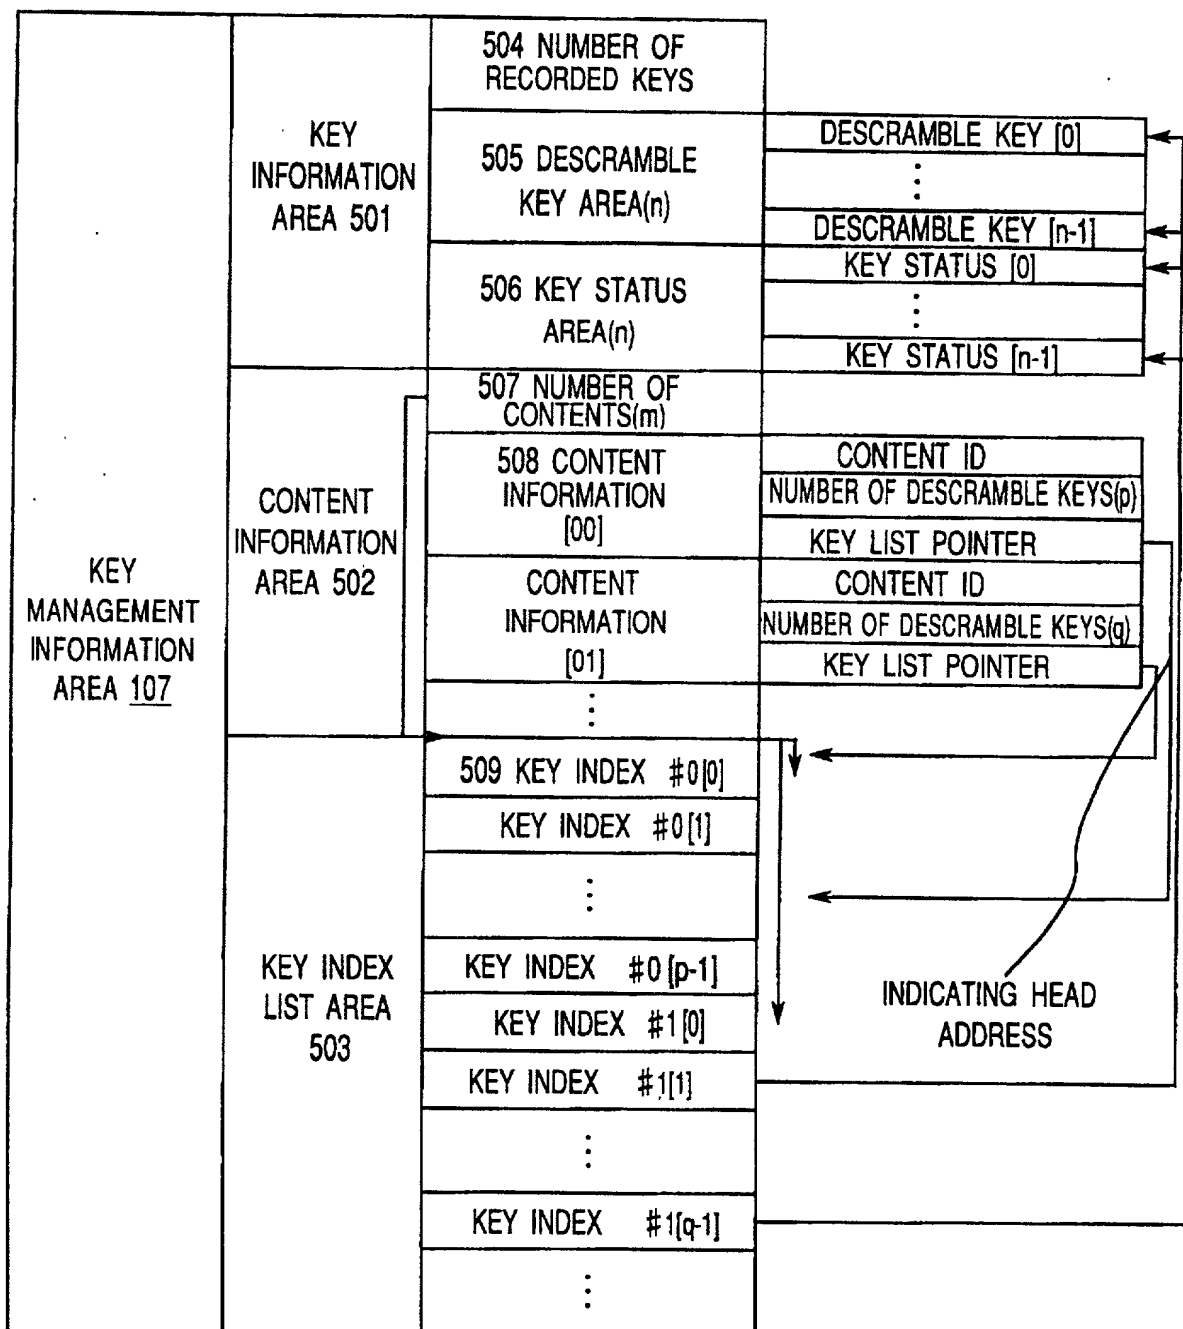 KEY
MANAGEMENT
INFORMATION
AREA 107
KEY
INFORMATION
AREA 501
504 NUMBER OF
RECORDED KEYS
505 DESCRAMBLE
KEY AREA(n)
DESCRAMBLE KEY [0]
⋮
DESCRAMBLE KEY [n-1]
506 KEY STATUS
AREA(n)
KEY STATUS [0]
⋮
KEY STATUS [n-1]
CONTENT
INFORMATION
AREA 502
507 NUMBER OF
CONTENTS(m)
508 CONTENT
INFORMATION
[00]
CONTENT ID
NUMBER OF DESCRAMBLE KEYS(p)
KEY LIST POINTER
CONTENT
INFORMATION
[01]
CONTENT ID
NUMBER OF DESCRAMBLE KEYS(q)
KEY LIST POINTER
⋮
KEY INDEX
LIST AREA
503
509 KEY INDEX #0[0]
KEY INDEX #0[1]
⋮
KEY INDEX #0[p-1]
KEY INDEX #1[0]
KEY INDEX #1[1]
⋮
KEY INDEX #1[q-1]
⋮
INDICATING HEAD
ADDRESS